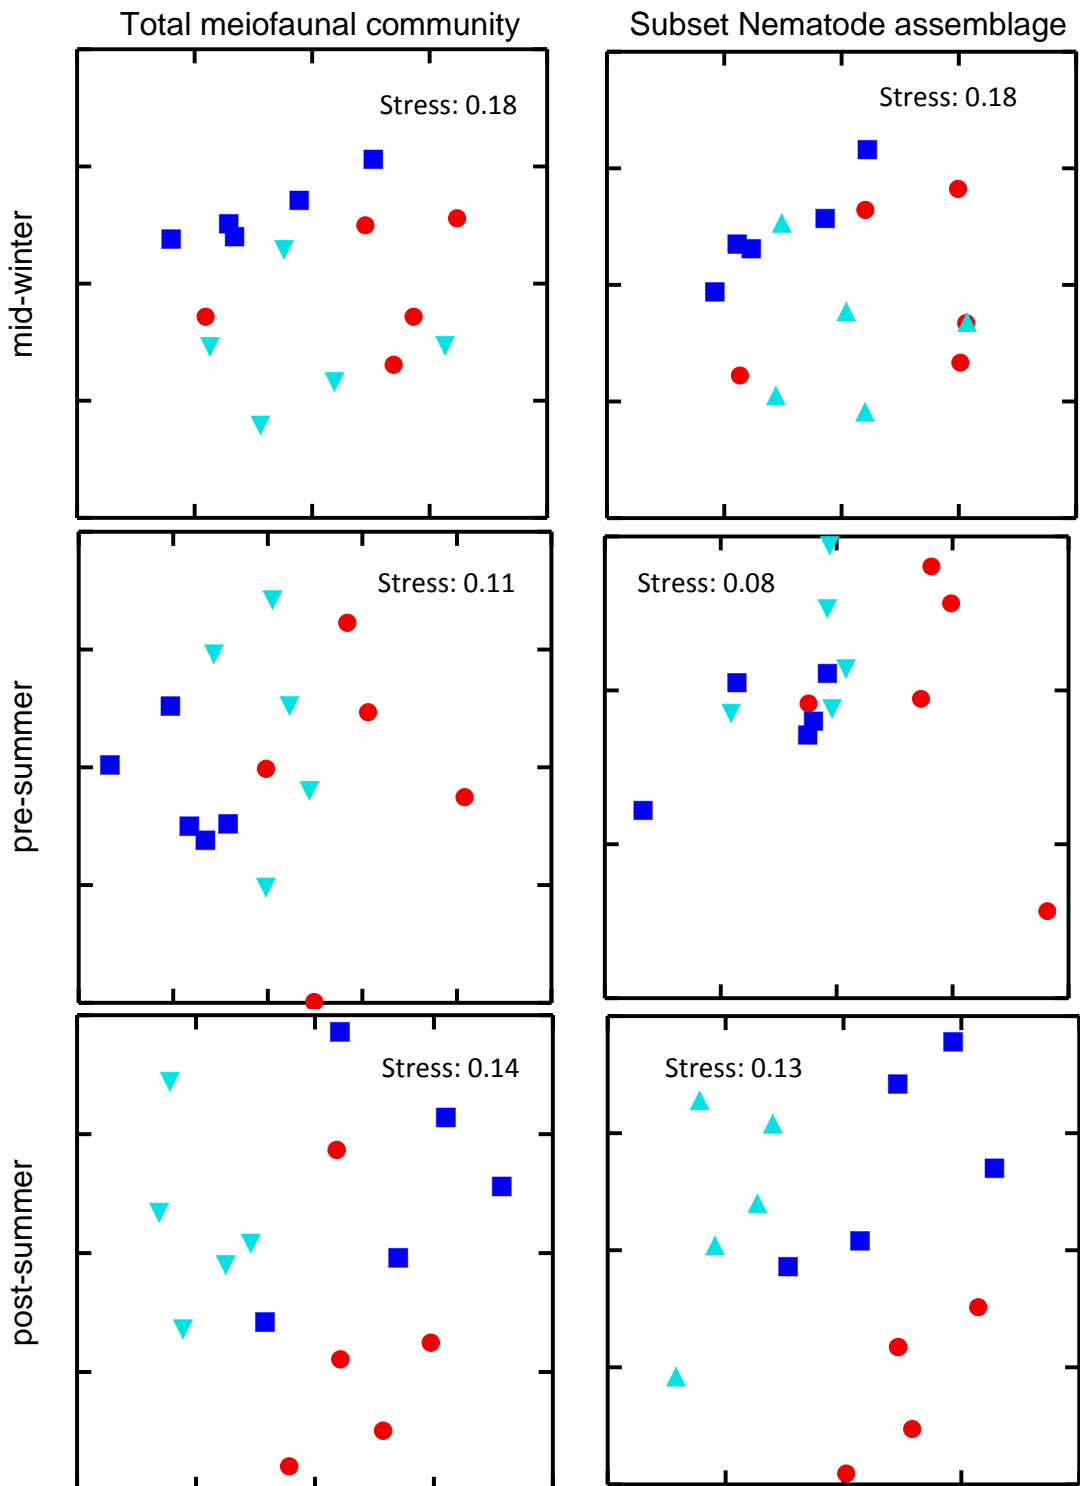 Total meiofaunal community
Subset Nematode assemblage
mid-winter
Stress: 0.18
Stress: 0.18
pre-summer
Stress: 0.11
Stress: 0.08
post-summer
Stress: 0.14
Stress: 0.13